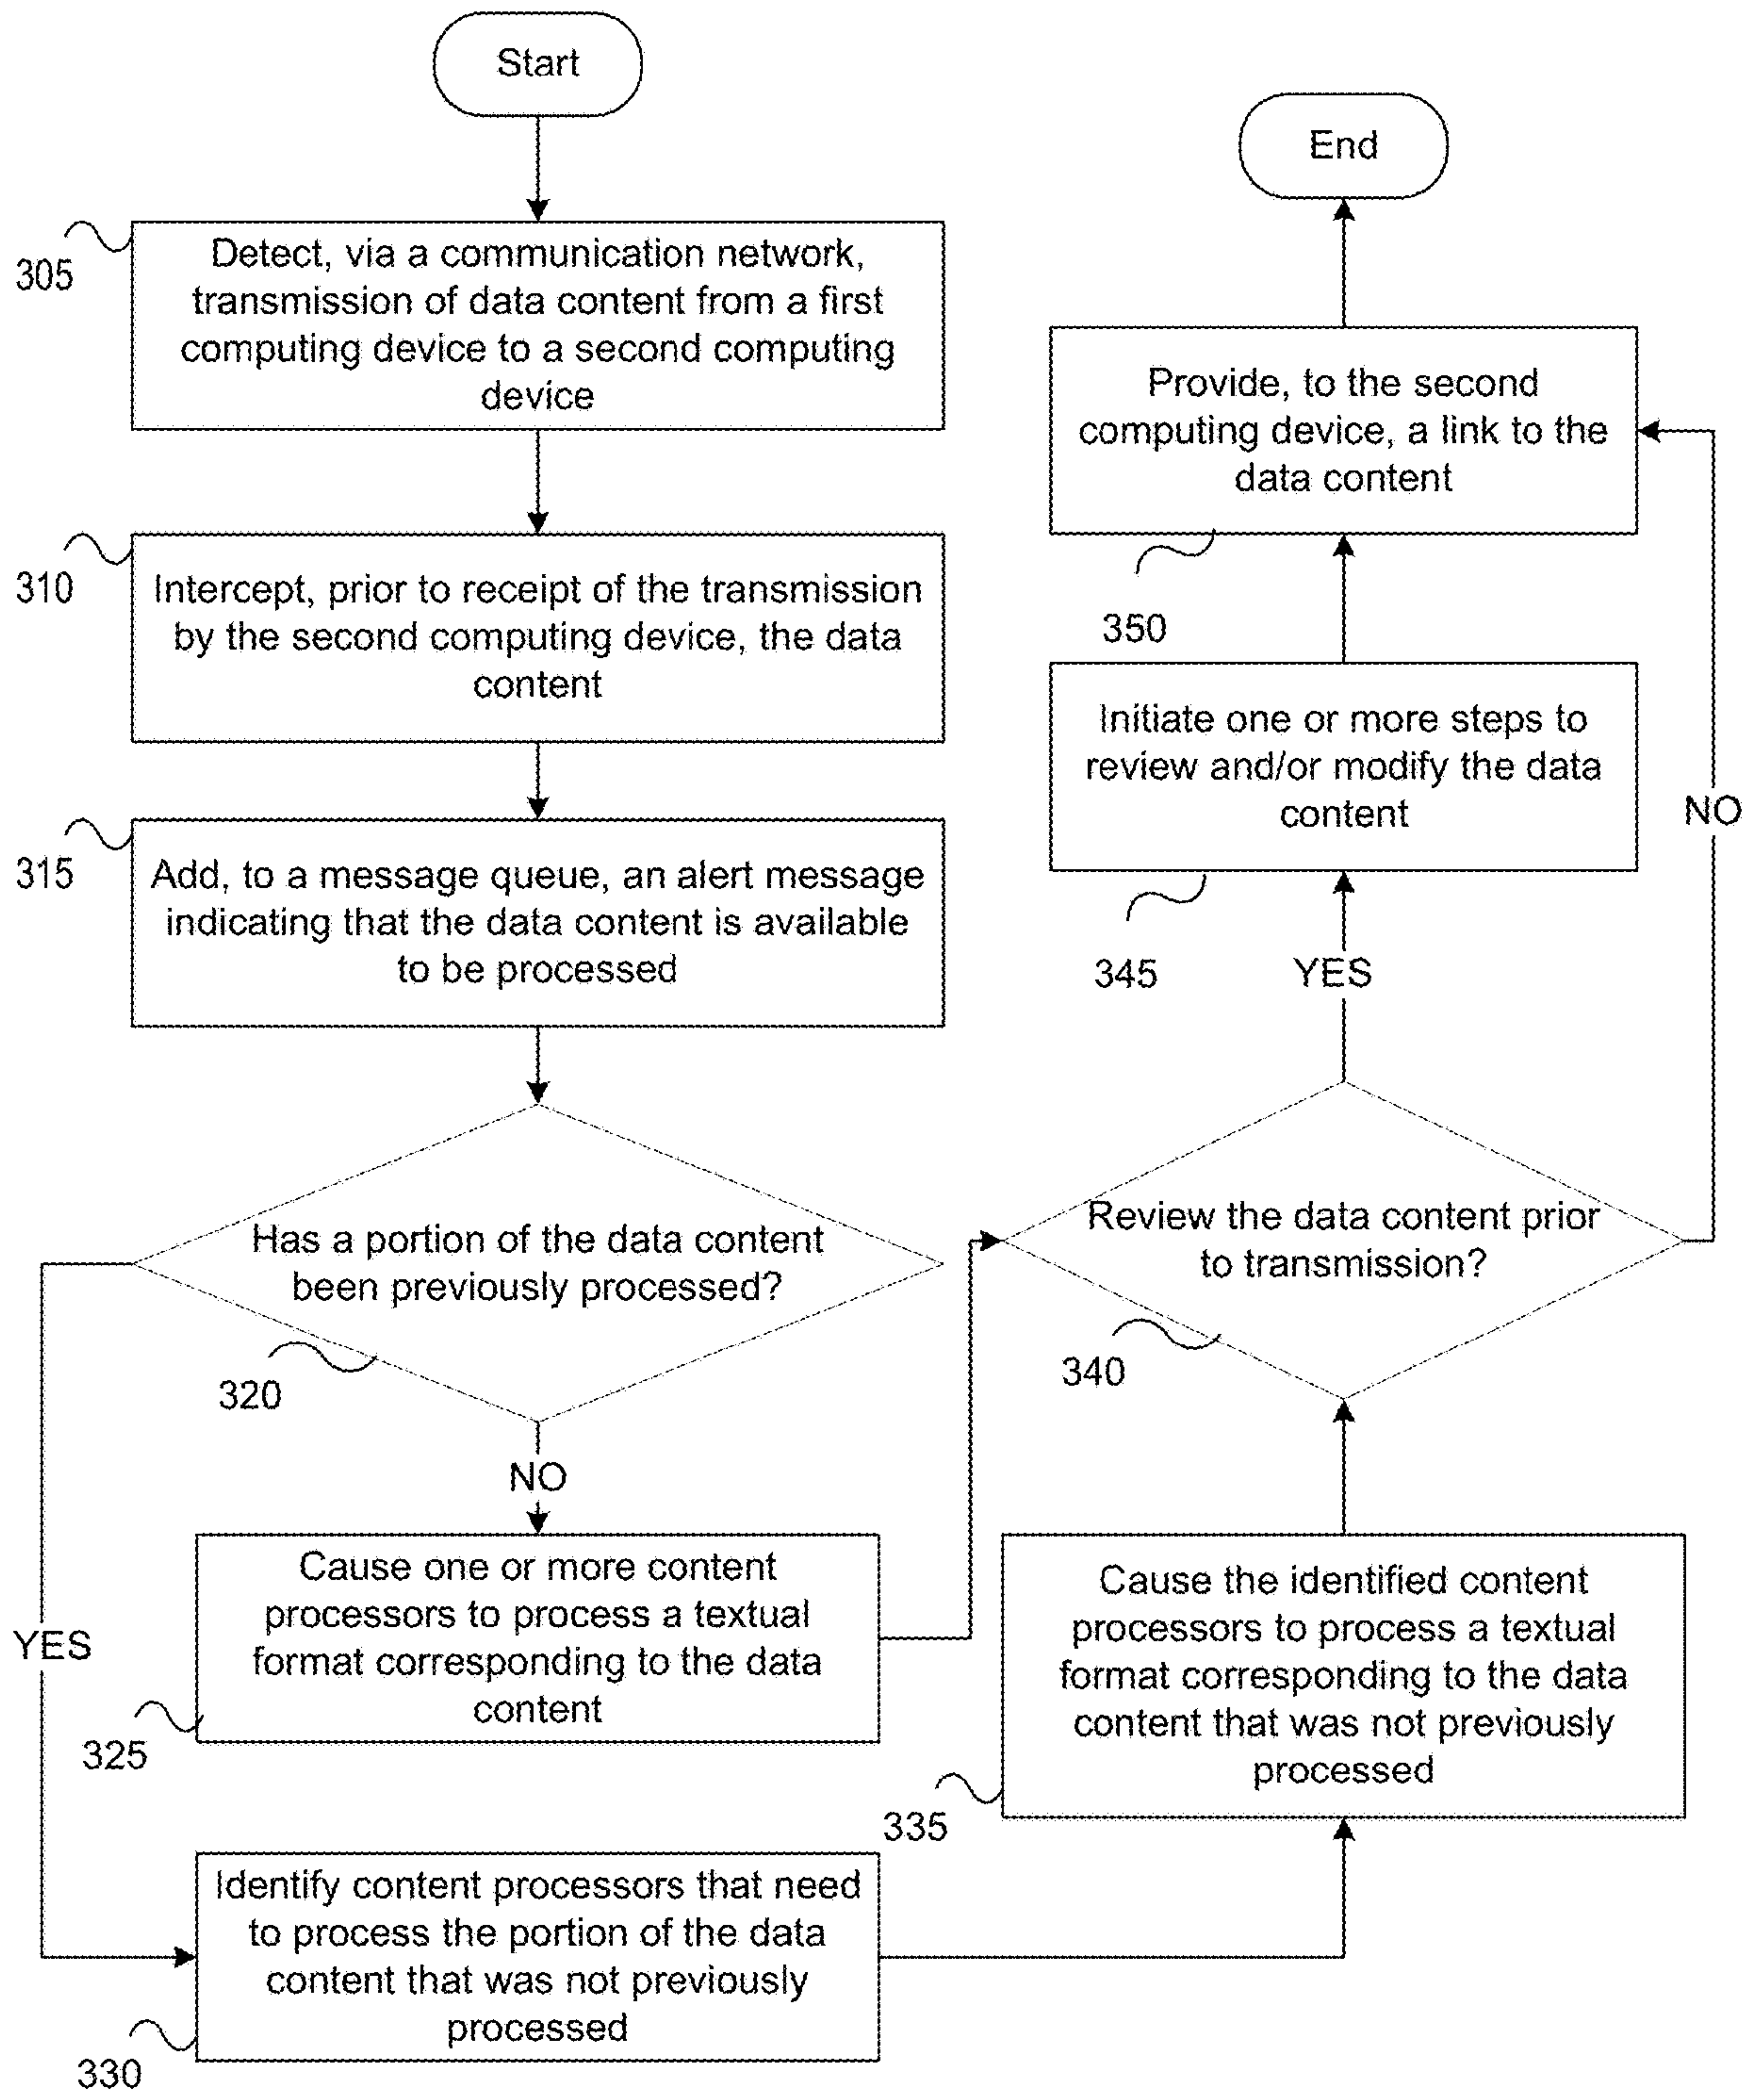 Start
305
Detect, via a communication network,
transmission of data content from a first
computing device to a second computing
device
310
Intercept, prior to receipt of the transmission
by the second computing device, the data
content
315
Add, to a message queue, an alert message
indicating that the data content is available
to be processed
Has a portion of the data content
been previously processed?
320
NO
YES
Cause one or more content
processors to process a textual
format corresponding to the data
content
325
Identify content processors that need
to process the portion of the data
content that was not previously
processed
330
Cause the identified content
processors to process a textual
format corresponding to the data
content that was not previously
processed
335
Review the data content prior
to transmission?
340
YES
NO
Initiate one or more steps to
review and/or modify the data
content
345
Provide, to the second
computing device, a link to the
data content
350
End